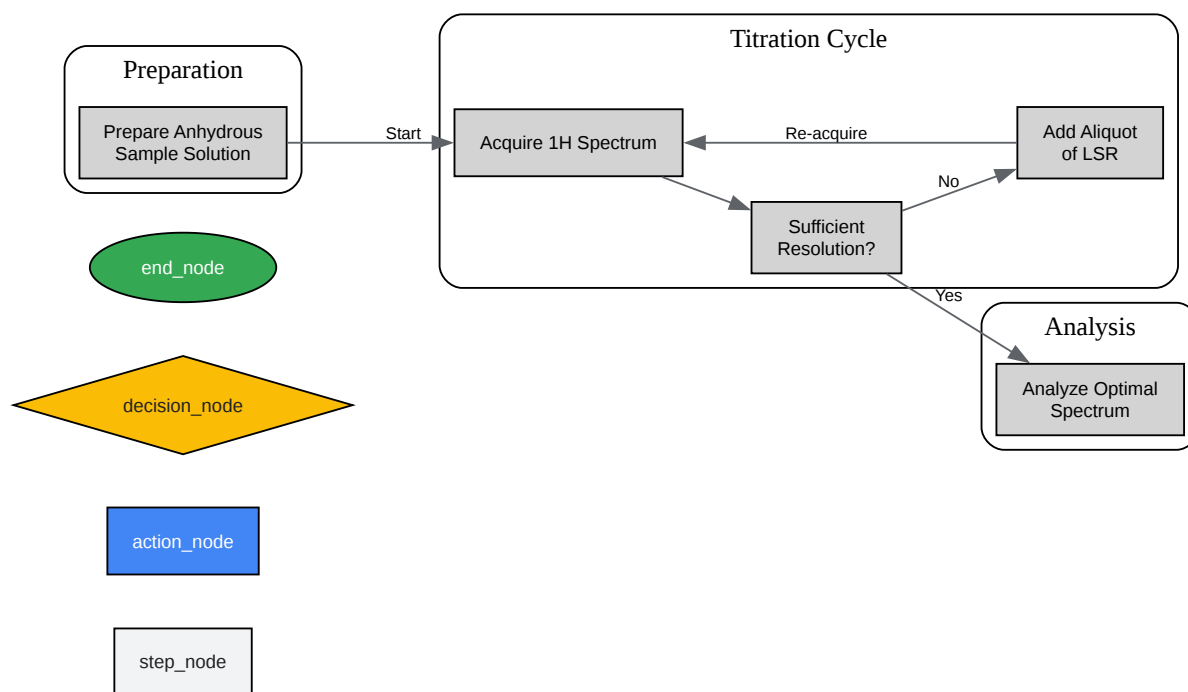 Preparation
Prepare Anhydrous
Sample Solution
Start
Titration Cycle
Acquire 1H Spectrum
Re-acquire
Add Aliquot
of LSR
No
Sufficient
Resolution?
Yes
Analysis
Analyze Optimal
Spectrum
end_node
decision_node
action_node
step_node